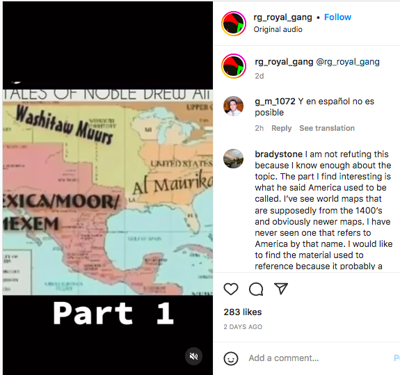 TALES OF NOBLE DREW ALI
Washitaw Muurs
UNITED STATES
Al Maurika
MEXICA/MOOR/
MEXEM
Part 1
rg_royal_gang • Follow
Original audio
rg_royal_gang @rg_royal_gang
2d
g_m_1072 Y en español no es
posible
2h Reply See translation
bradystone I am not refuting this
because I know enough about the
topic. The part I find interesting is
what he said America used to be
called. I've see world maps
that are supposedly from the 1400's
and obviously newer maps. I have
never seen one that refers to
America by that name. I would like
to find the material used to
reference because it probably a
283 likes
2 DAYS AGO
Add a comment...